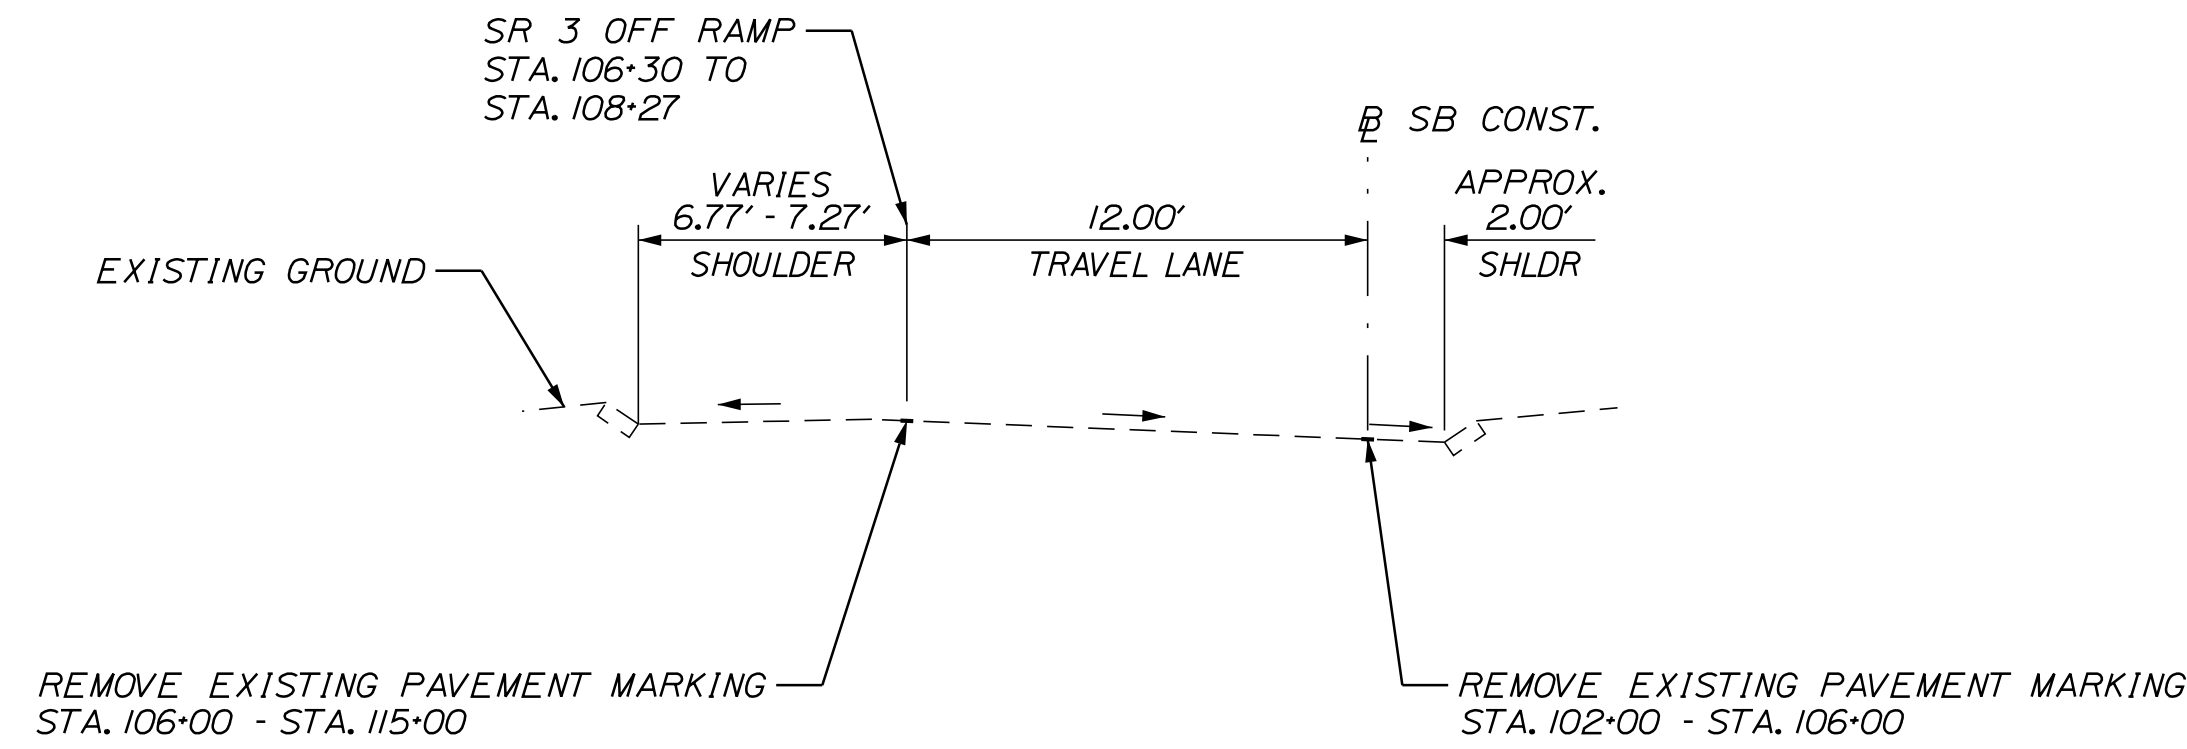 SR 3 OFF RAMP
STA. 106+30 TO
STA. 108+27
BL SB CONST.
VARIES
6.77' - 7.27'
SHOULDER
12.00'
TRAVEL LANE
APPROX.
2.00'
SHLDR
EXISTING GROUND
REMOVE EXISTING PAVEMENT MARKING
STA. 106+00 - STA. 115+00
REMOVE EXISTING PAVEMENT MARKING
STA. 102+00 - STA. 106+00